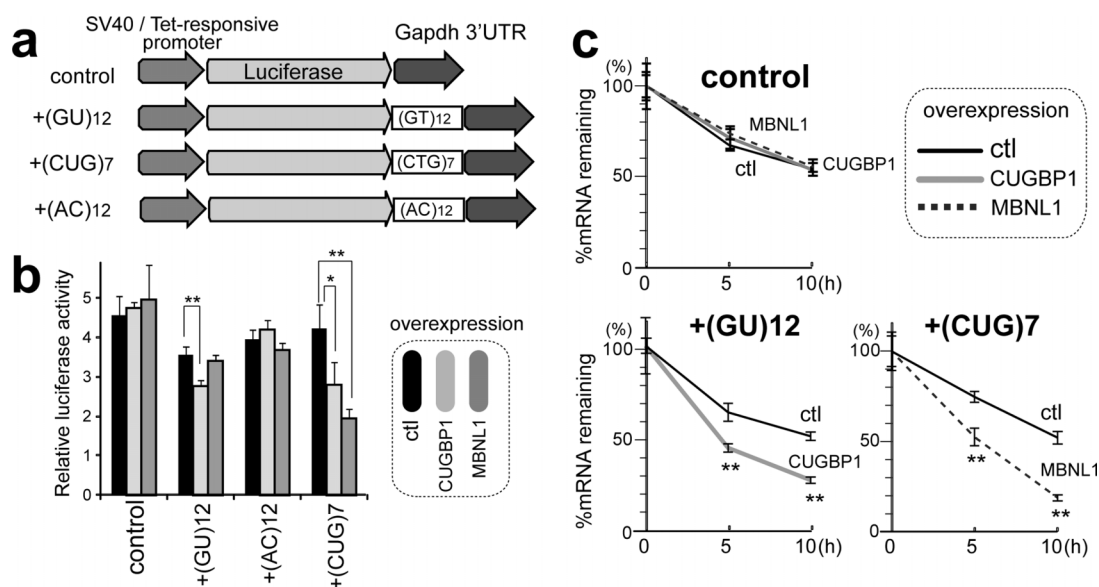 a
SV40 / Tet-responsive
promoter
Gapdh 3'UTR
control
Luciferase
+(GU)12
(GT)12
+(CUG)7
(CTG)7
+(AC)12
(AC)12
b
Relative luciferase activity
5
4
3
2
1
0
**
**
*
control
+(GU)12
+(AC)12
+(CUG)7
overexpression
ctl
CUGBP1
MBNL1
c
(%)
control
%mRNA remaining
100
50
0
MBNL1
ctl
CUGBP1
0
5
10(h)
overexpression
ctl
CUGBP1
MBNL1
(%)
+(GU)12
%mRNA remaining
100
50
0
ctl
CUGBP1
**
**
0
5
10(h)
(%)
+(CUG)7
100
50
0
ctl
MBNL1
**
**
0
5
10(h)